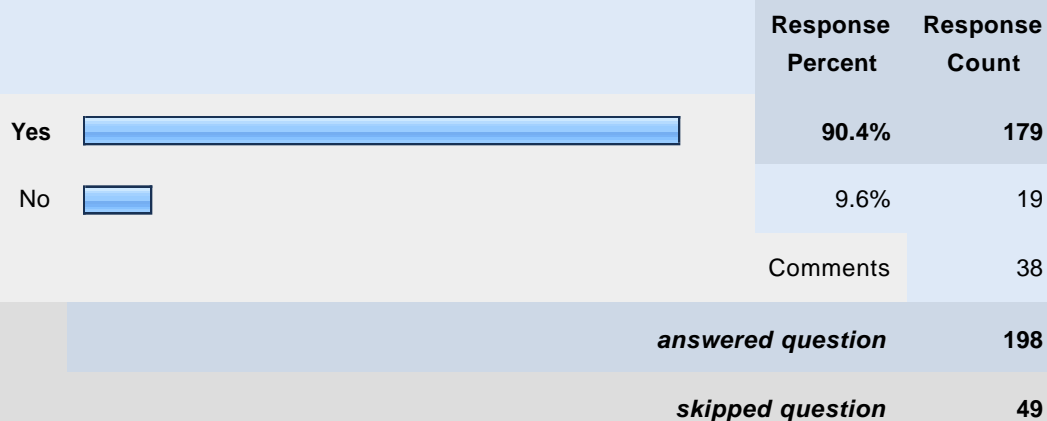 Response Percent Response Count
Yes 90.4% 179
No 9.6% 19
Comments 38
answered question 198
skipped question 49